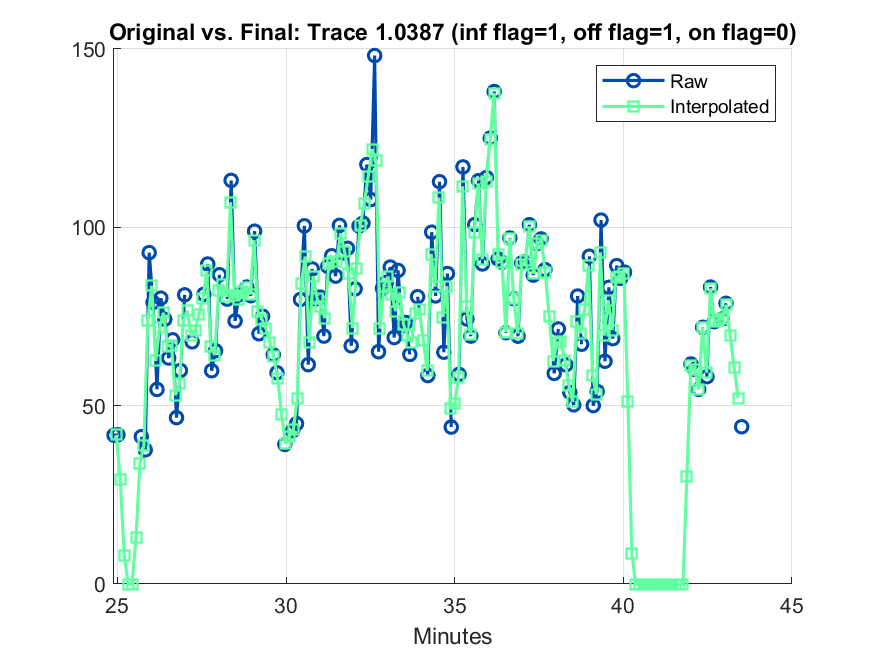 Original vs. Final: Trace 1.0387 (inf flag=1, off flag=1, on flag=0)
150
100
50
0
Raw
Interpolated
25 30 35 40 45
Minutes